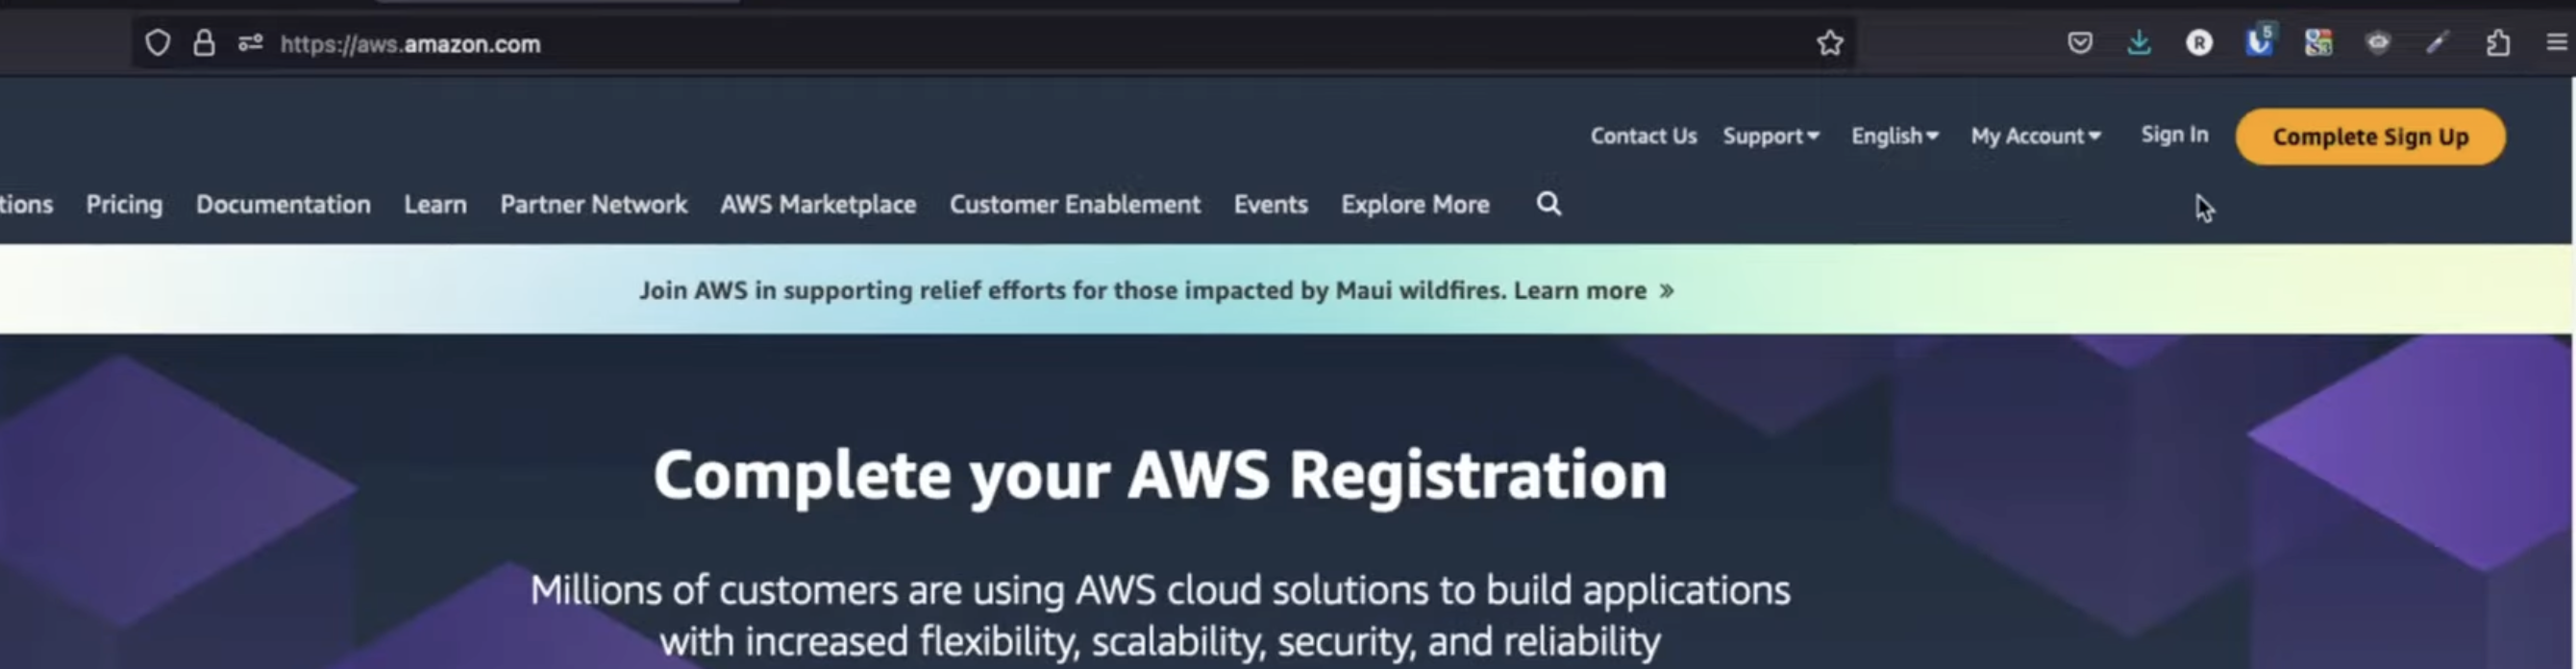 https://aws.amazon.com
R
5
Contact Us Support English My Account Sign In Complete Sign Up
tions Pricing Documentation Learn Partner Network AWS Marketplace Customer Enablement Events Explore More
Join AWS in supporting relief efforts for those impacted by Maui wildfires. Learn more »
Complete your AWS Registration
Millions of customers are using AWS cloud solutions to build applications
with increased flexibility, scalability, security, and reliability